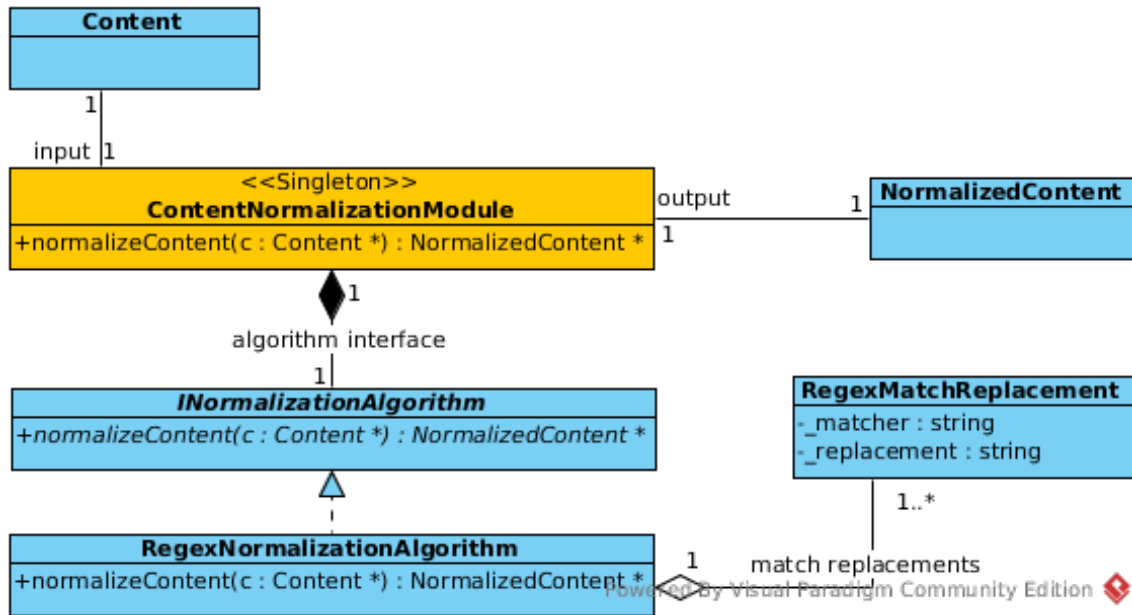 Content
1
input 1
<<Singleton>>
ContentNormalizationModule
+normalizeContent(c : Content *) : NormalizedContent *
output
1
1
NormalizedContent
1
algorithm interface
1
INormalizationAlgorithm
+normalizeContent(c : Content *) : NormalizedContent *
RegexMatchReplacement
-_matcher : string
-_replacement : string
1..*
RegexNormalizationAlgorithm
+normalizeContent(c : Content *) : NormalizedContent *
1
match replacements
Powered By Visual Paradigm Community Edition